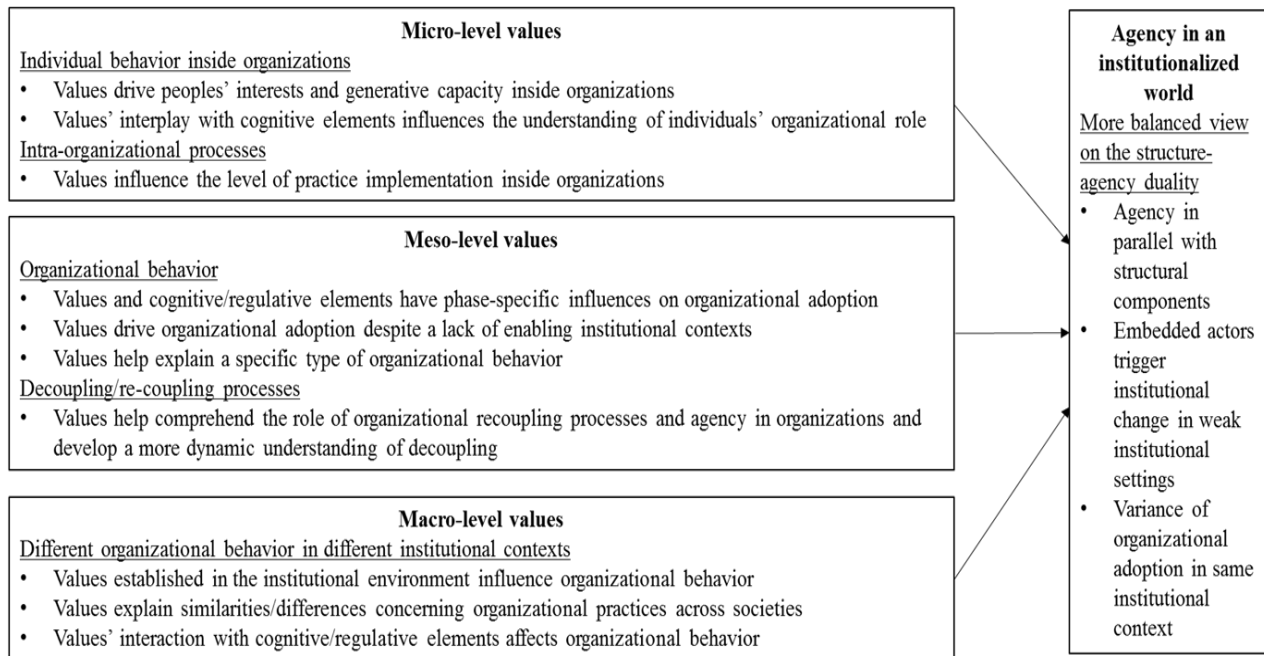 Micro-level values
Individual behavior inside organizations
• Values drive peoples’ interests and generative capacity inside organizations
• Values’ interplay with cognitive elements influences the understanding of individuals’ organizational role
Intra-organizational processes
• Values influence the level of practice implementation inside organizations
Meso-level values
Organizational behavior
• Values and cognitive/regulative elements have phase-specific influences on organizational adoption
• Values drive organizational adoption despite a lack of enabling institutional contexts
• Values help explain a specific type of organizational behavior
Decoupling/re-coupling processes
• Values help comprehend the role of organizational recoupling processes and agency in organizations and
develop a more dynamic understanding of decoupling
Macro-level values
Different organizational behavior in different institutional contexts
• Values established in the institutional environment influence organizational behavior
• Values explain similarities/differences concerning organizational practices across societies
• Values’ interaction with cognitive/regulative elements affects organizational behavior
Agency in an
institutionalized
world
More balanced view
on the structure-
agency duality
• Agency in
parallel with
structural
components
• Embedded actors
trigger
institutional
change in weak
institutional
settings
• Variance of
organizational
adoption in same
institutional
context